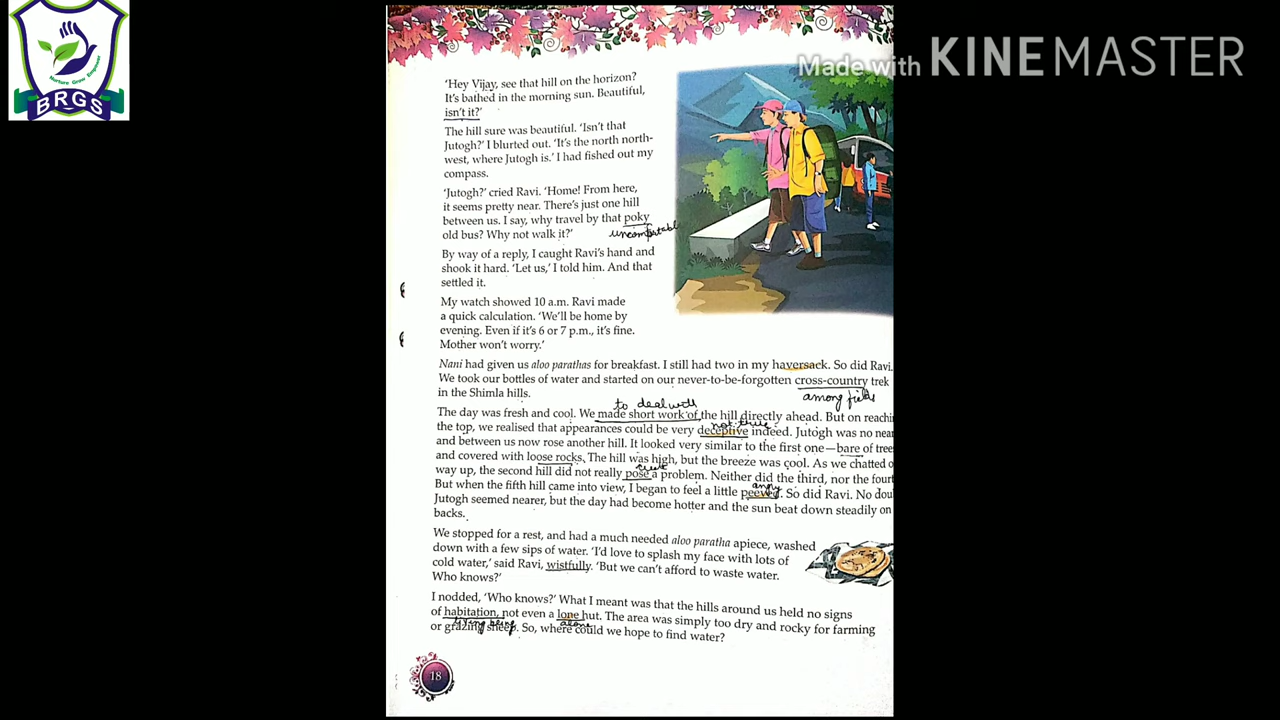 Made with KINEMASTER
Nurture Grow Empower
BRGS
'Hey Vijay, see that hill on the horizon?
It's bathed in the morning sun. Beautiful,
isn't it?'
The hill sure was beautiful. 'Isn't that
Jutogh?' I blurted out. 'It's the north north-
west, where Jutogh is.' I had fished out my
compass.
'Jutogh?' cried Ravi. 'Home! From here,
it seems pretty near. There's just one hill
between us. I say, why travel by that poky
old bus? Why not walk it?'
uncomfortabl
By way of a reply, I caught Ravi's hand and
shook it hard. 'Let us,' I told him. And that
settled it.
My watch showed 10 a.m. Ravi made
a quick calculation. 'We'll be home by
evening. Even if it's 6 or 7 p.m., it's fine.
Mother won't worry.'
Nani had given us aloo parathas for breakfast. I still had two in my haversack. So did Ravi.
We took our bottles of water and started on our never-to-be-forgotten cross-country trek
in the Shimla hills.
among fields
to deal with
The day was fresh and cool. We made short work of the hill directly ahead. But on reachin
not true
the top, we realised that appearances could be very deceptive indeed. Jutogh was no near
and between us now rose another hill. It looked very similar to the first one—bare of trees
and covered with loose rocks. The hill was high, but the breeze was cool. As we chatted o
create
way up, the second hill did not really pose a problem. Neither did the third, nor the fourt
angry
But when the fifth hill came into view, I began to feel a little peeved. So did Ravi. No dou
Jutogh seemed nearer, but the day had become hotter and the sun beat down steadily on
backs.
We stopped for a rest, and had a much needed aloo paratha apiece, washed
down with a few sips of water. 'I'd love to splash my face with lots of
cold water,' said Ravi, wistfully. 'But we can't afford to waste water.
Who knows?'
I nodded, 'Who knows?' What I meant was that the hills around us held no signs
of habitation, not even a lone hut. The area was simply too dry and rocky for farming
living being alone
or grazing sheep. So, where could we hope to find water?
18